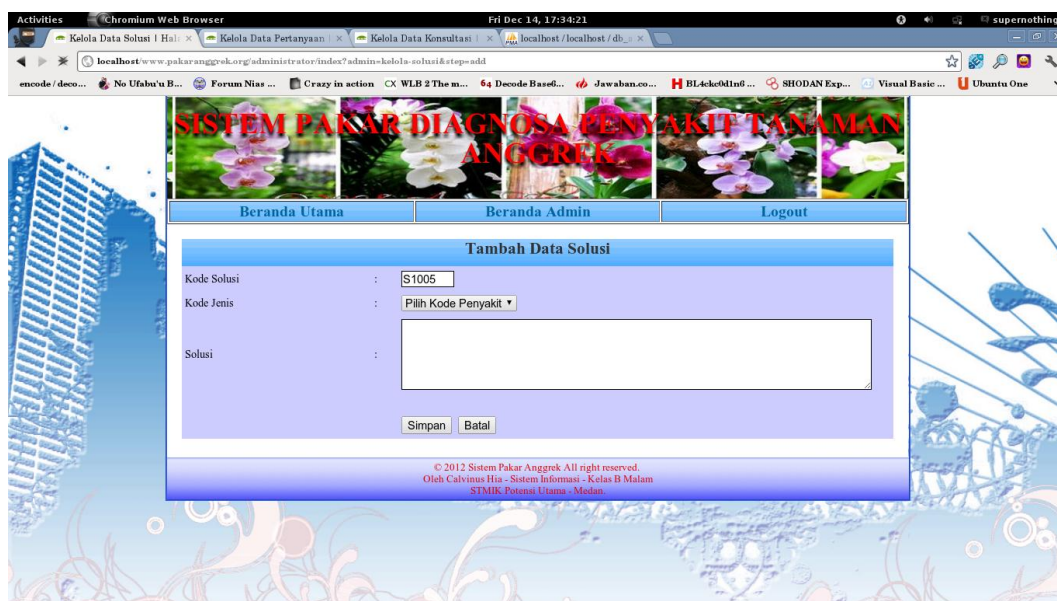 Activities Chromium Web Browser Fri Dec 14, 17:34:21 supernothing
Kelola Data Solusi | Hal Kelola Data Pertanyaan | Kelola Data Konsultasi | localhost / localhost / db_
localhost/www.pakaranggrek.org/administrator/index?admin=kelola-solusi&step=add
encode / deco... No Ufabu'u B... Forum Nias ... Crazy in action CX WLB 2 The m... 64 Decode Base6... Jawaban.co... BL4ckc0d1n6 ... SHODAN Exp... Visual Basic ... Ubuntu One
SISTEM PAKAR DIAGNOSA PENYAKIT TANAMAN
ANGGREK
Beranda Utama Beranda Admin Logout
Tambah Data Solusi
Kode Solusi : S1005
Kode Jenis : Pilih Kode Penyakit
Solusi :
Simpan Batal
© 2012 Sistem Pakar Anggrek All right reserved.
Oleh Calvinus Hia - Sistem Informasi - Kelas B Malam
STMIK Potensi Utama - Medan.